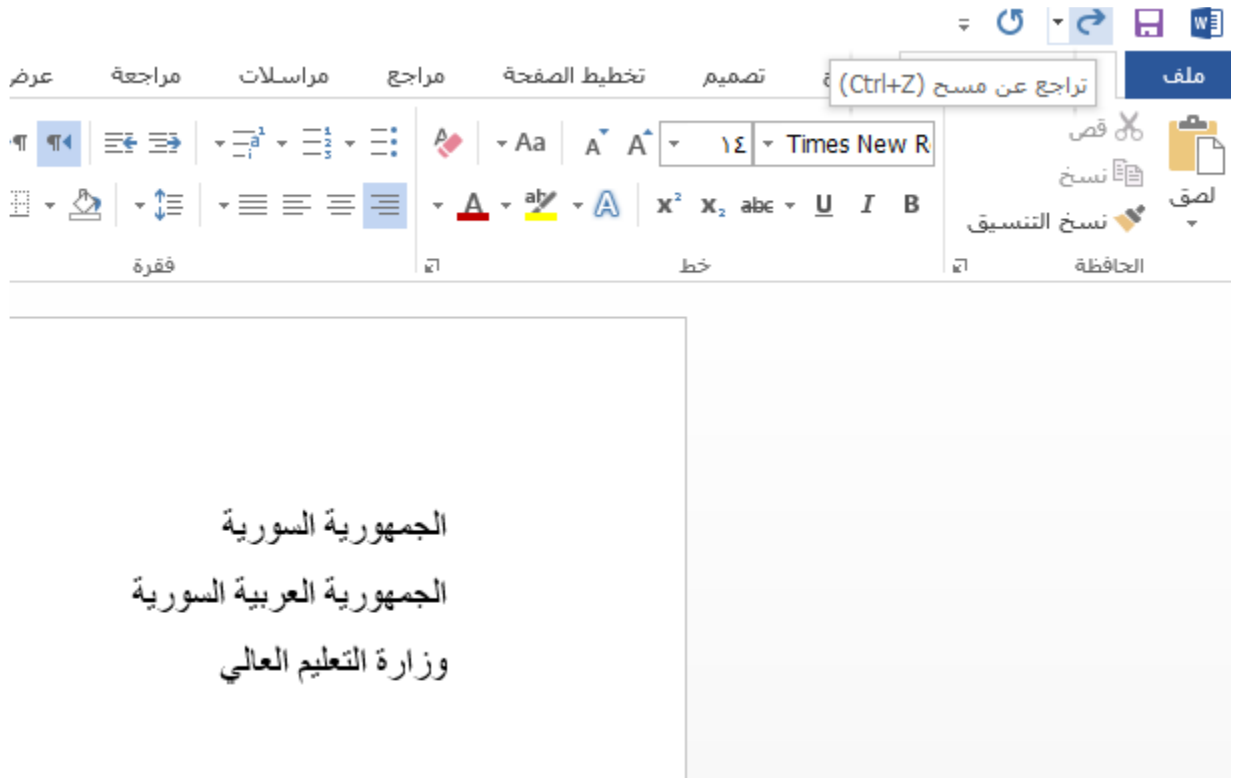 ملف
تصميم
تخطيط الصفحة
مراجع
مراسلات
مراجعة
عرض
تراجع عن مسح (Ctrl+Z)
لصق
قص
نسخ
نسخ التنسيق
الحافظة
Times New R
١٤
Aa
B I U abc x₂ x²
خط
فقرة
الجمهورية السورية
الجمهورية العربية السورية
وزارة التعليم العالي